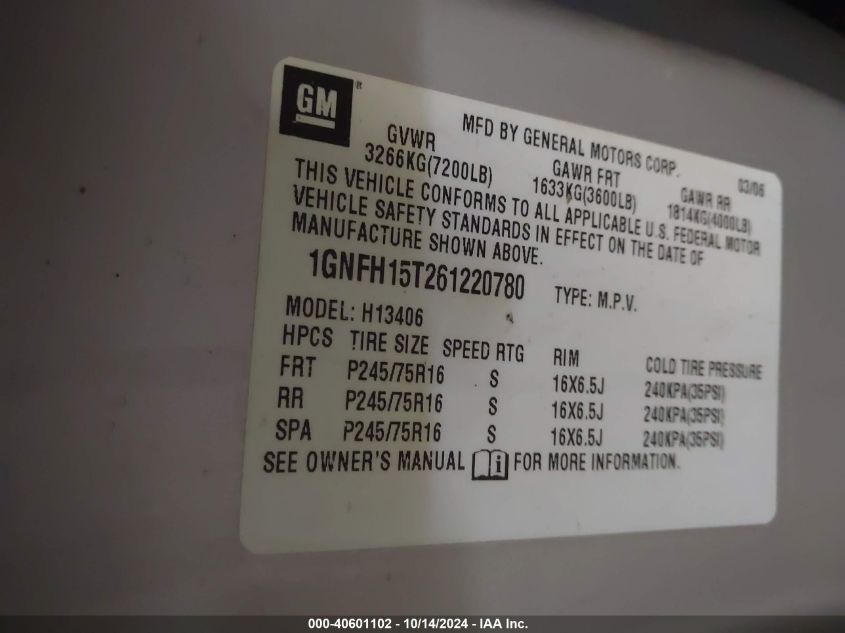 GM®
MFD BY GENERAL MOTORS CORP. 03/06
GVWR GAWR FRT GAWR RR
3266KG(7200LB) 1633KG(3600LB) 1814KG(4000LB)
THIS VEHICLE CONFORMS TO ALL APPLICABLE U.S. FEDERAL MOTOR
VEHICLE SAFETY STANDARDS IN EFFECT ON THE DATE OF
MANUFACTURE SHOWN ABOVE.
1GNFH15T261220780 TYPE: M.P.V.
MODEL: H13406
HPCS TIRE SIZE SPEED RTG RIM COLD TIRE PRESSURE
FRT P245/75R16 S 16X6.5J 240KPA(35PSI)
RR P245/75R16 S 16X6.5J 240KPA(35PSI)
SPA P245/75R16 S 16X6.5J 240KPA(35PSI)
SEE OWNER'S MANUAL i FOR MORE INFORMATION.
000-40601102 / 10/14/2024 - IAA Inc.